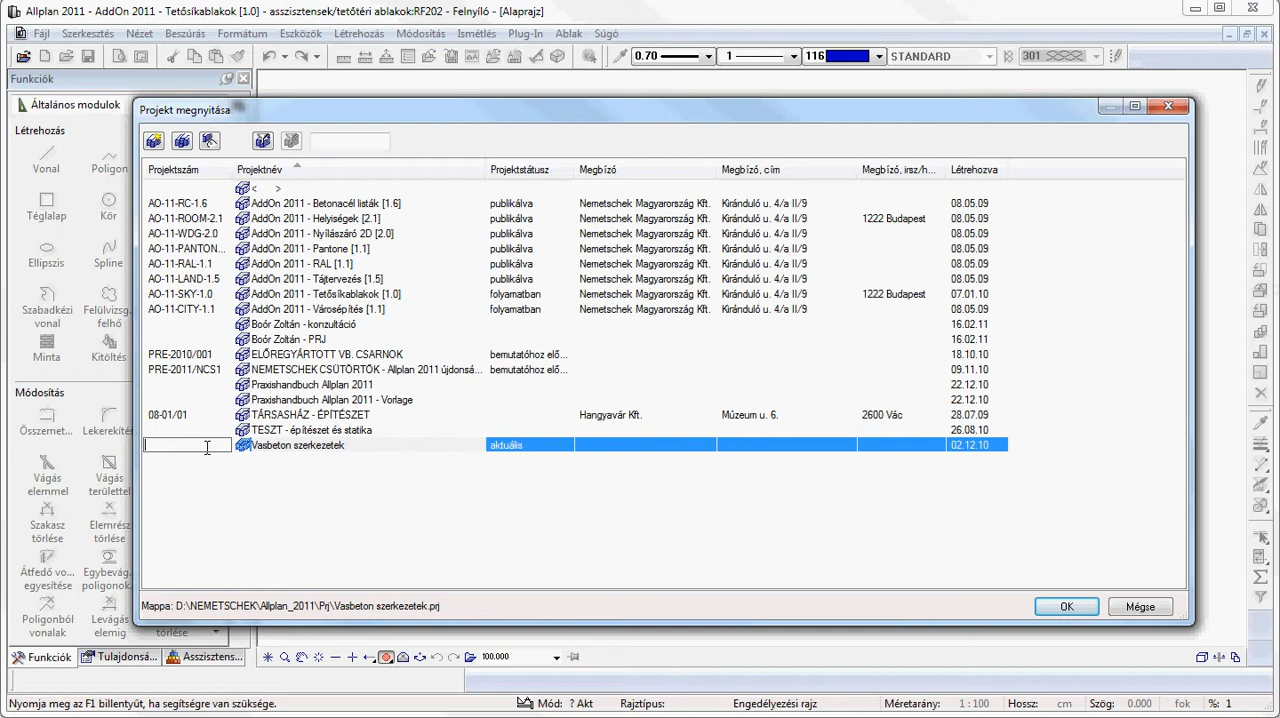 Allplan 2011 - AddOn 2011 - Tetősíkablakok [1.0] - asszisztensek/tetőtéri ablakok:RF202 - Felnyíló - [Alaprajz]
Fájl Szerkesztés Nézet Beszúrás Formátum Eszközök Létrehozás Módosítás Ismétlés Plug-In Ablak Súgó
0.70 1 116 STANDARD 301
Funkciók
Általános modulok
Létrehozás
Vonal Poligon
Téglalap Kör
Ellipszis Spline
Szabadkézi vonal Felülvizsg. felhő
Minta Kitöltés
Módosítás
Összemet... Lekerekítés
Vágás elemmel Vágás területtel
Szakasz törlése Elemrész törlése
Átfedő vo... egyesítése Egybevág. poligonok...
Poligonból vonalak Levágás elemig törlése
Projekt megnyitása
Projektszám Projektnév Projektstátusz Megbízó Megbízó, cím Megbízó, irsz/h... Létrehozva
< >
AO-11-RC-1.6 AddOn 2011 - Betonacél listák [1.6] publikálva Nemetschek Magyarország Kft. Kiránduló u. 4/a II/9 08.05.09
AO-11-ROOM-2.1 AddOn 2011 - Helyiségek [2.1] publikálva Nemetschek Magyarország Kft. Kiránduló u. 4/a II/9 1222 Budapest 08.05.09
AO-11-WDG-2.0 AddOn 2011 - Nyílászáró 2D [2.0] publikálva Nemetschek Magyarország Kft. Kiránduló u. 4/a II/9 08.05.09
AO-11-PANTON... AddOn 2011 - Pantone [1.1] publikálva Nemetschek Magyarország Kft. Kiránduló u. 4/a II/9 08.05.09
AO-11-RAL-1.1 AddOn 2011 - RAL [1.1] publikálva Nemetschek Magyarország Kft. Kiránduló u. 4/a II/9 08.05.09
AO-11-LAND-1.5 AddOn 2011 - Tájtervezés [1.5] publikálva Nemetschek Magyarország Kft. Kiránduló u. 4/a II/9 08.05.09
AO-11-SKY-1.0 AddOn 2011 - Tetősíkablakok [1.0] folyamatban Nemetschek Magyarország Kft. Kiránduló u. 4/a II/9 1222 Budapest 07.01.10
AO-11-CITY-1.1 AddOn 2011 - Városépítés [1.1] folyamatban Nemetschek Magyarország Kft. Kiránduló u. 4/a II/9 08.05.09
Boór Zoltán - konzultáció 16.02.11
Boór Zoltán - PRJ 16.02.11
PRE-2010/001 ELŐREGYÁRTOTT VB. CSARNOK bemutatóhoz elő... 18.10.10
PRE-2011/NCS1 NEMETSCHEK CSÜTÖRTÖK - Allplan 2011 újdonsá... bemutatóhoz elő... 09.11.10
Praxishandbuch Allplan 2011 22.12.10
Praxishandbuch Allplan 2011 - Vorlage 22.12.10
08-01/01 TÁRSASHÁZ - ÉPÍTÉSZET Hangyavár Kft. Múzeum u. 6. 2600 Vác 28.07.09
TESZT - építészet és statika 26.08.10
Vasbeton szerkezetek aktuális 02.12.10
Mappa: D:\NEMETSCHEK\Allplan_2011\Prj\Vasbeton szerkezetek.prj OK Mégse
Funkciók Tulajdonsá... Assziszten... 100.000
Nyomja meg az F1 billentyűt, ha segítségre van szüksége. Mód: ? Akt Rajztípus: Engedélyezési rajz Méretarány: 1 : 100 Hossz: cm Szög: 0.000 fok %: 1